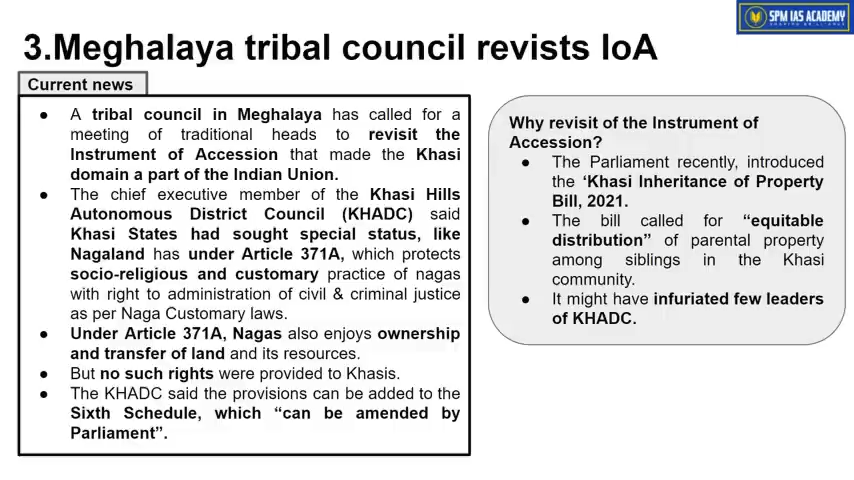 SPM IAS ACADEMY
3.Meghalaya tribal council revists IoA
Current news
● A tribal council in Meghalaya has called for a
meeting of traditional heads to revisit the
Instrument of Accession that made the Khasi
domain a part of the Indian Union.
● The chief executive member of the Khasi Hills
Autonomous District Council (KHADC) said
Khasi States had sought special status, like
Nagaland has under Article 371A, which protects
socio-religious and customary practice of nagas
with right to administration of civil & criminal justice
as per Naga Customary laws.
● Under Article 371A, Nagas also enjoys ownership
and transfer of land and its resources.
● But no such rights were provided to Khasis.
● The KHADC said the provisions can be added to the
Sixth Schedule, which “can be amended by
Parliament”.
Why revisit of the Instrument of
Accession?
● The Parliament recently, introduced
the ‘Khasi Inheritance of Property
Bill, 2021.
● The bill called for “equitable
distribution” of parental property
among siblings in the Khasi
community.
● It might have infuriated few leaders
of KHADC.